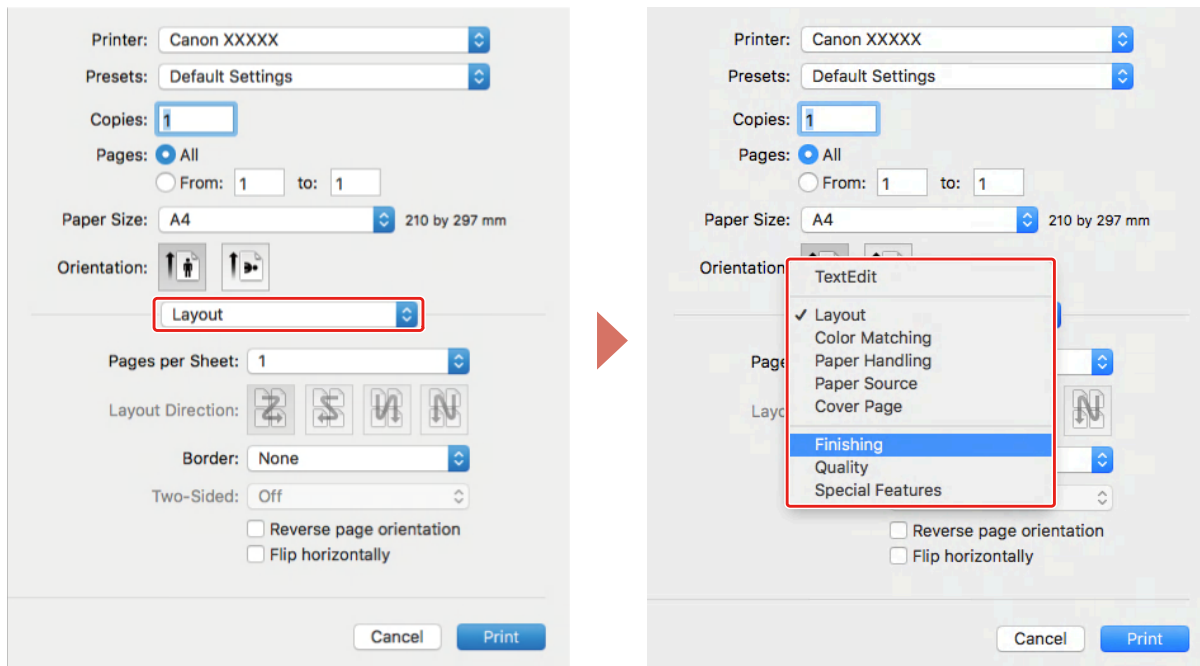 Printer: Canon XXXXX
Presets: Default Settings
Copies: 1
Pages: All
From: 1 to: 1
Paper Size: A4 210 by 297 mm
Orientation:
Layout
Pages per Sheet: 1
Layout Direction:
Border: None
Two-Sided: Off
Reverse page orientation
Flip horizontally
Cancel Print
Printer: Canon XXXXX
Presets: Default Settings
Copies: 1
Pages: All
From: 1 to: 1
Paper Size: A4 210 by 297 mm
Orientation
TextEdit
✓ Layout
Color Matching
Page Paper Handling
Paper Source
Layo Cover Page
Finishing
Quality
Special Features
Reverse page orientation
Flip horizontally
Cancel Print